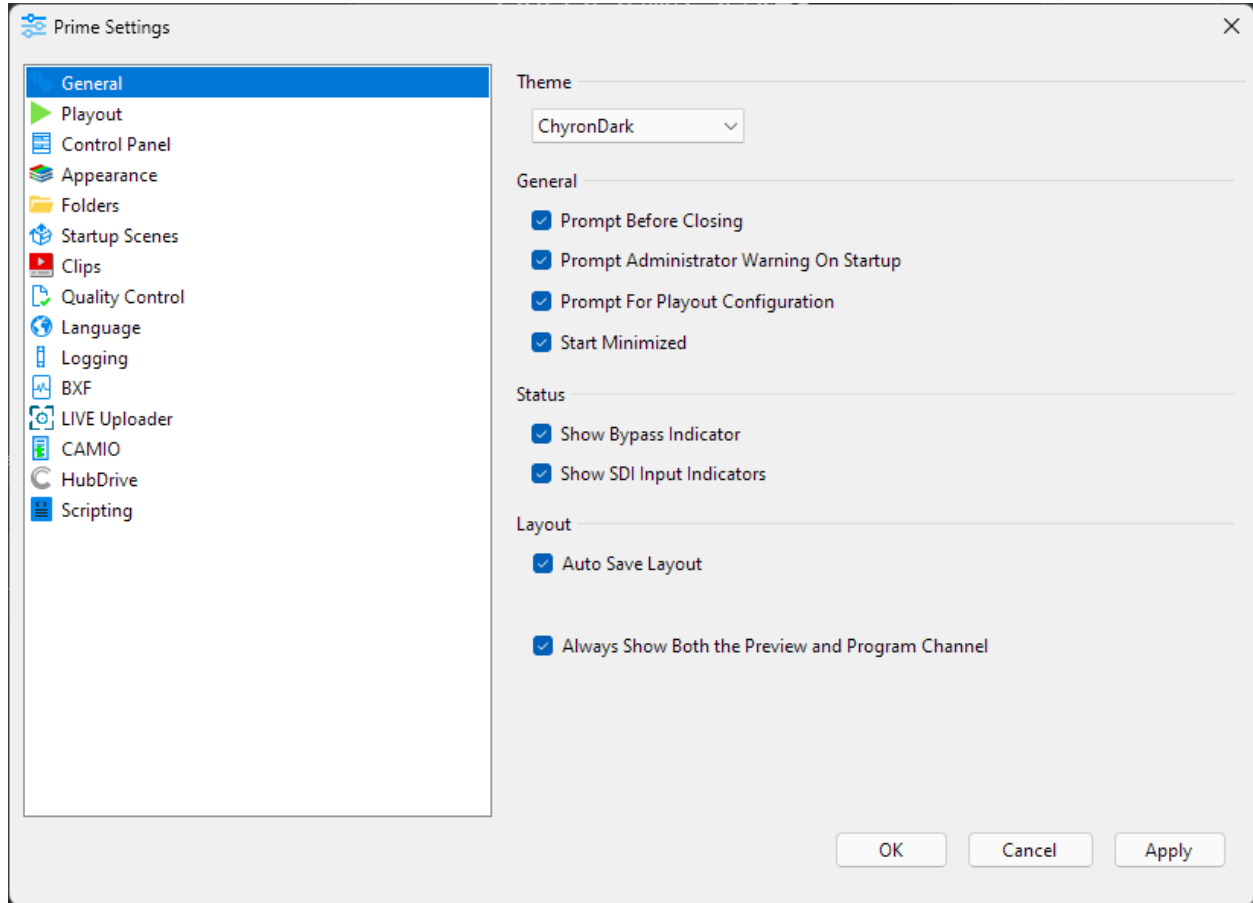 Prime Settings
General
Playout
Control Panel
Appearance
Folders
Startup Scenes
Clips
Quality Control
Language
Logging
BXF
LIVE Uploader
CAMIO
HubDrive
Scripting
Theme
ChyronDark
General
Prompt Before Closing
Prompt Administrator Warning On Startup
Prompt For Playout Configuration
Start Minimized
Status
Show Bypass Indicator
Show SDI Input Indicators
Layout
Auto Save Layout
Always Show Both the Preview and Program Channel
OK Cancel Apply